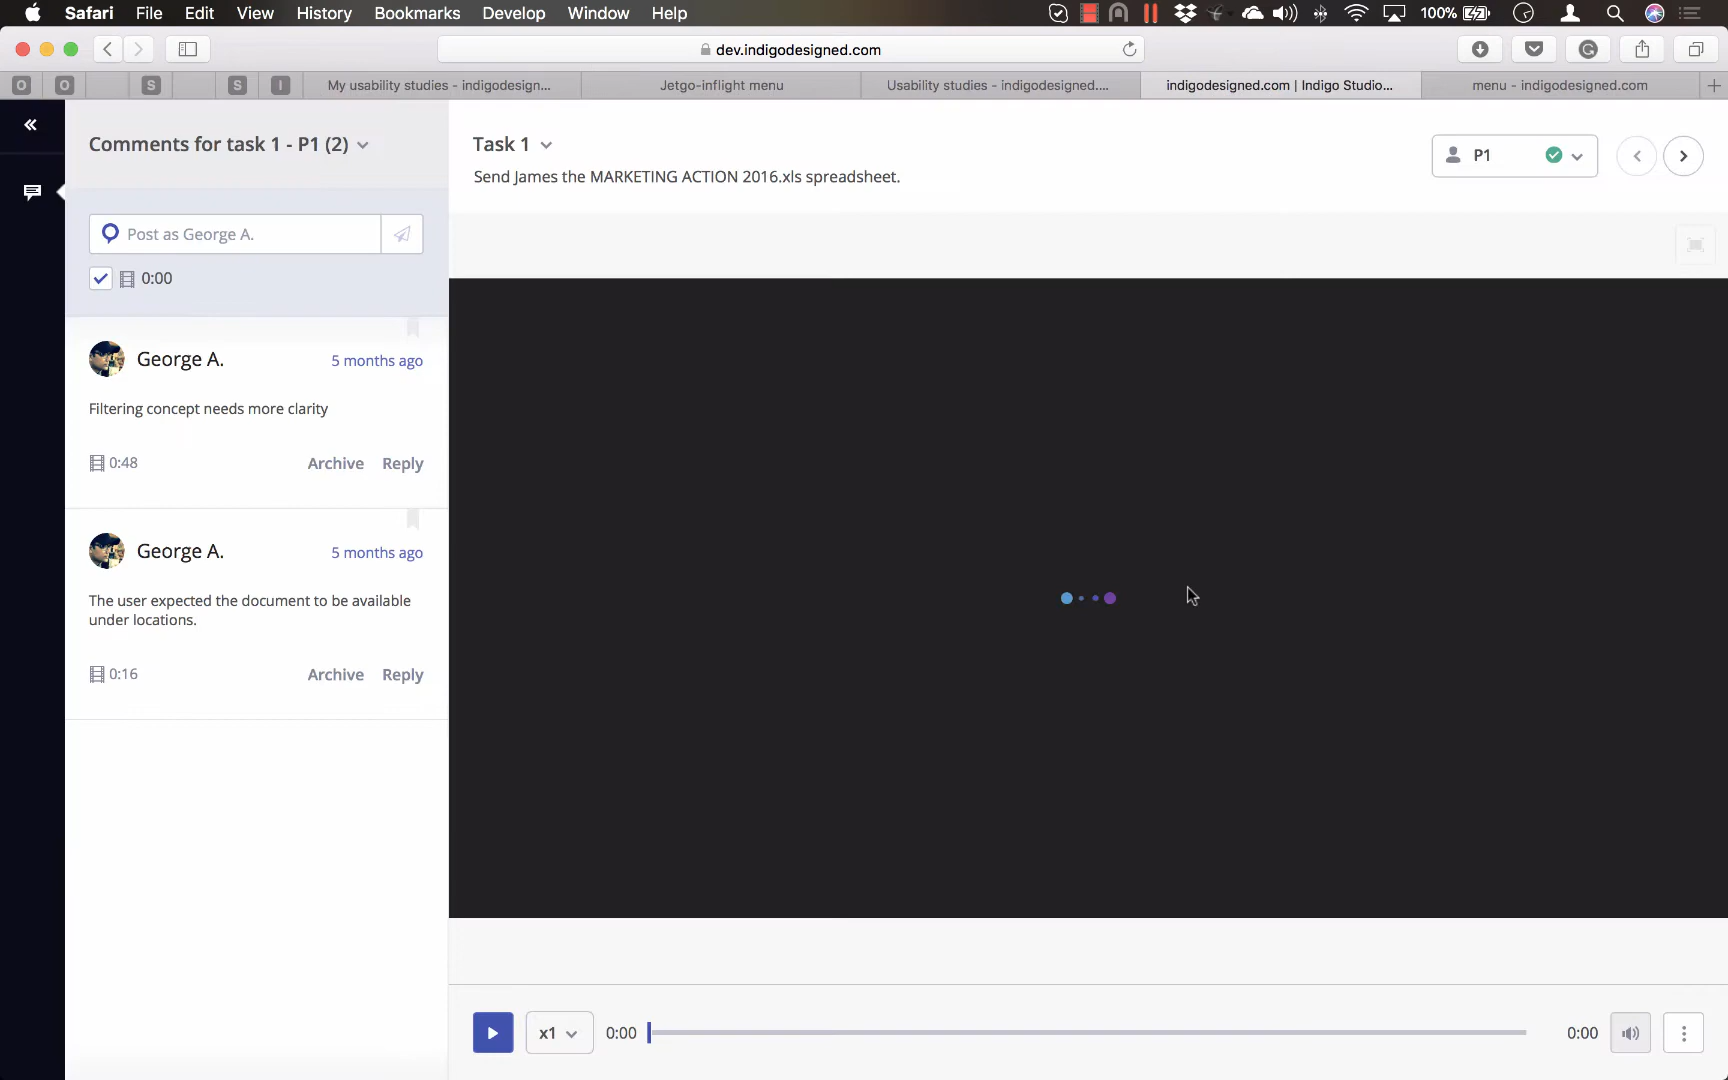 Safari File Edit View History Bookmarks Develop Window Help 100%
dev.indigodesigned.com
O O S S I My usability studies - indigodesign... Jetgo-inflight menu Usability studies - indigodesigned.... indigodesigned.com | Indigo Studio... menu - indigodesigned.com
Comments for task 1 - P1 (2)
Post as George A.
0:00
George A. 5 months ago
Filtering concept needs more clarity
0:48 Archive Reply
George A. 5 months ago
The user expected the document to be available
under locations.
0:16 Archive Reply
Task 1
Send James the MARKETING ACTION 2016.xls spreadsheet.
P1
x1 0:00 0:00